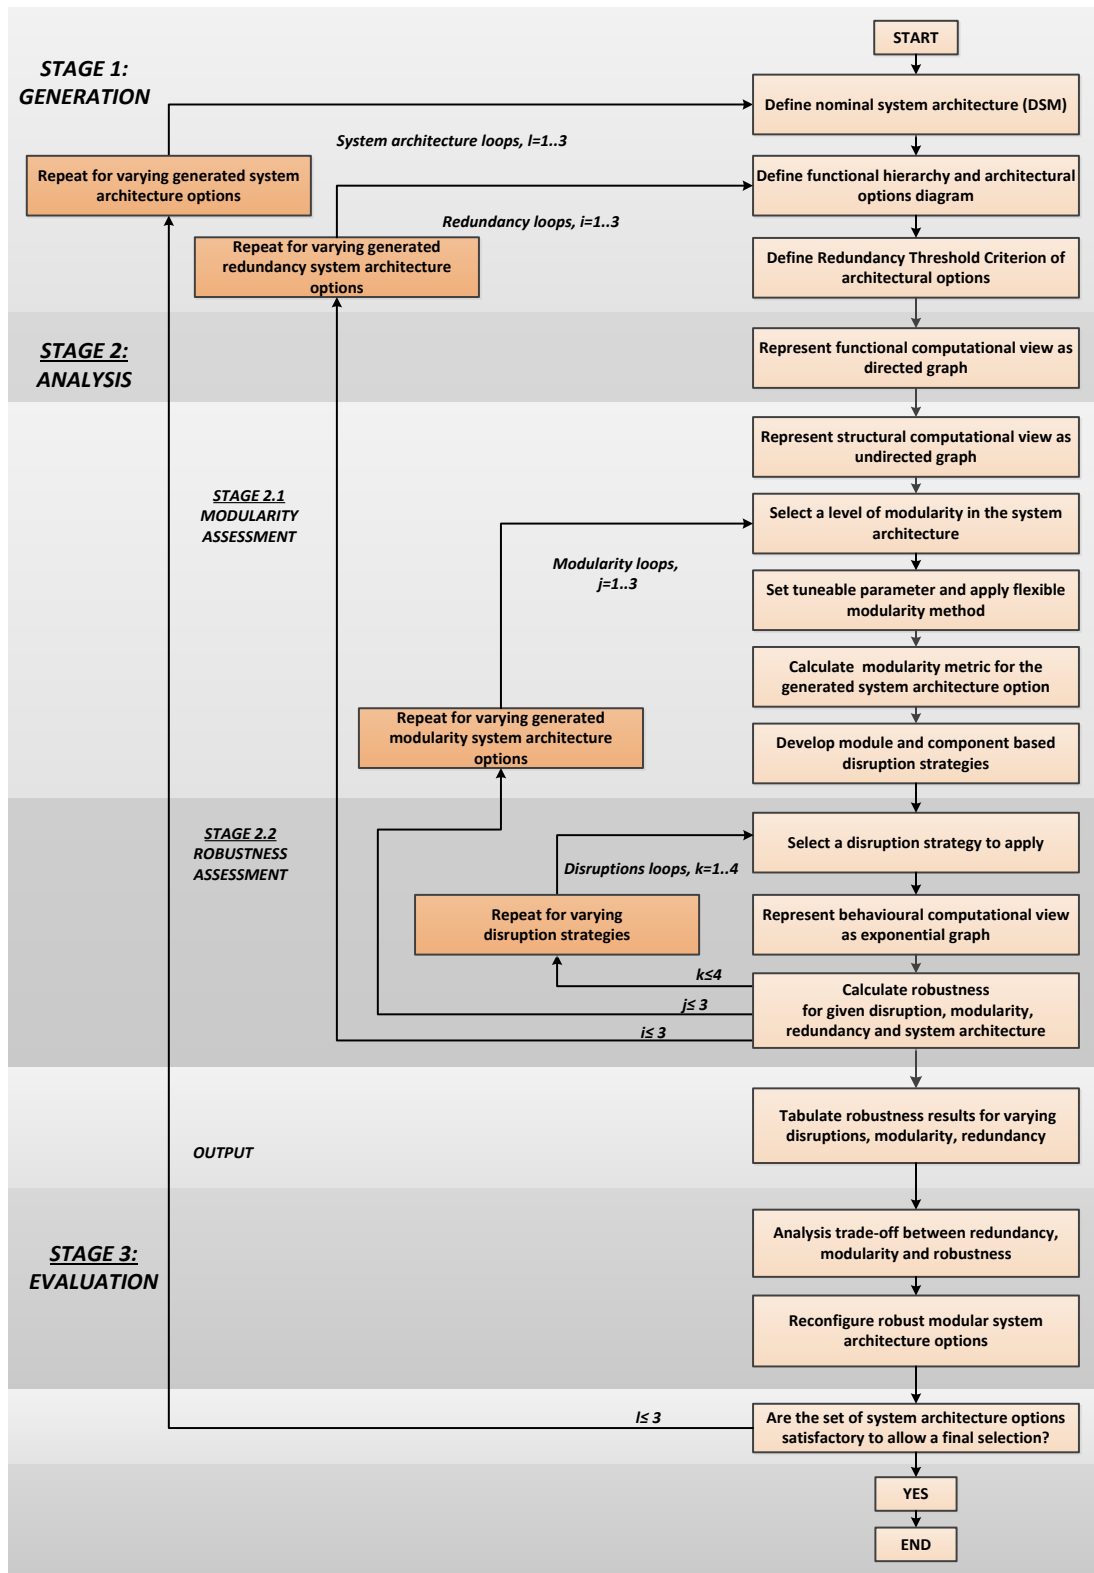 START
STAGE 1:
GENERATION
Define nominal system architecture (DSM)
System architecture loops, l=1..3
Repeat for varying generated system
architecture options
Define functional hierarchy and architectural
options diagram
Redundancy loops, i=1..3
Repeat for varying generated
redundancy system architecture
options
Define Redundancy Threshold Criterion of
architectural options
STAGE 2:
ANALYSIS
Represent functional computational view as
directed graph
Represent structural computational view as
undirected graph
STAGE 2.1
MODULARITY
ASSESSMENT
Select a level of modularity in the system
architecture
Modularity loops,
j=1..3
Set tuneable parameter and apply flexible
modularity method
Calculate  modularity metric for the
generated system architecture option
Repeat for varying generated
modularity system architecture
options
Develop module and component based
disruption strategies
STAGE 2.2
ROBUSTNESS
ASSESSMENT
Select a disruption strategy to apply
Disruptions loops, k=1..4
Repeat for varying
disruption strategies
Represent behavioural computational view
as exponential graph
k≤4
j≤ 3
i≤ 3
Calculate robustness
for given disruption, modularity,
redundancy and system architecture
Tabulate robustness results for varying
disruptions, modularity, redundancy
OUTPUT
STAGE 3:
EVALUATION
Analysis trade-off between redundancy,
modularity and robustness
Reconfigure robust modular system
architecture options
l≤ 3
Are the set of system architecture options
satisfactory to allow a final selection?
YES
END